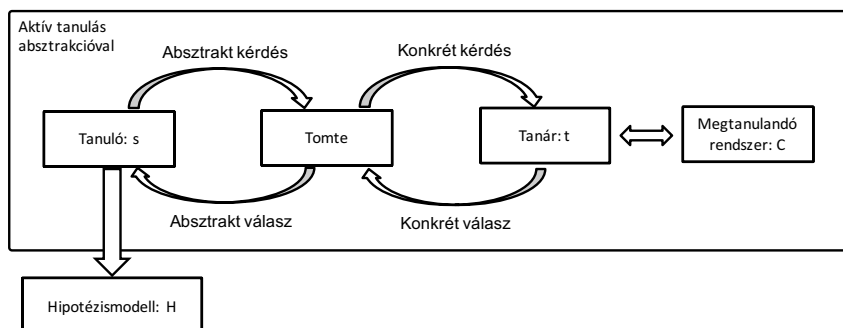 Aktív tanulás
absztrakcióval
Absztrakt kérdés
Konkrét kérdés
Tanuló: s
Tomte
Tanár: t
Megtanulandó
rendszer: C
Absztrakt válasz
Konkrét válasz
Hipotézismodell: H